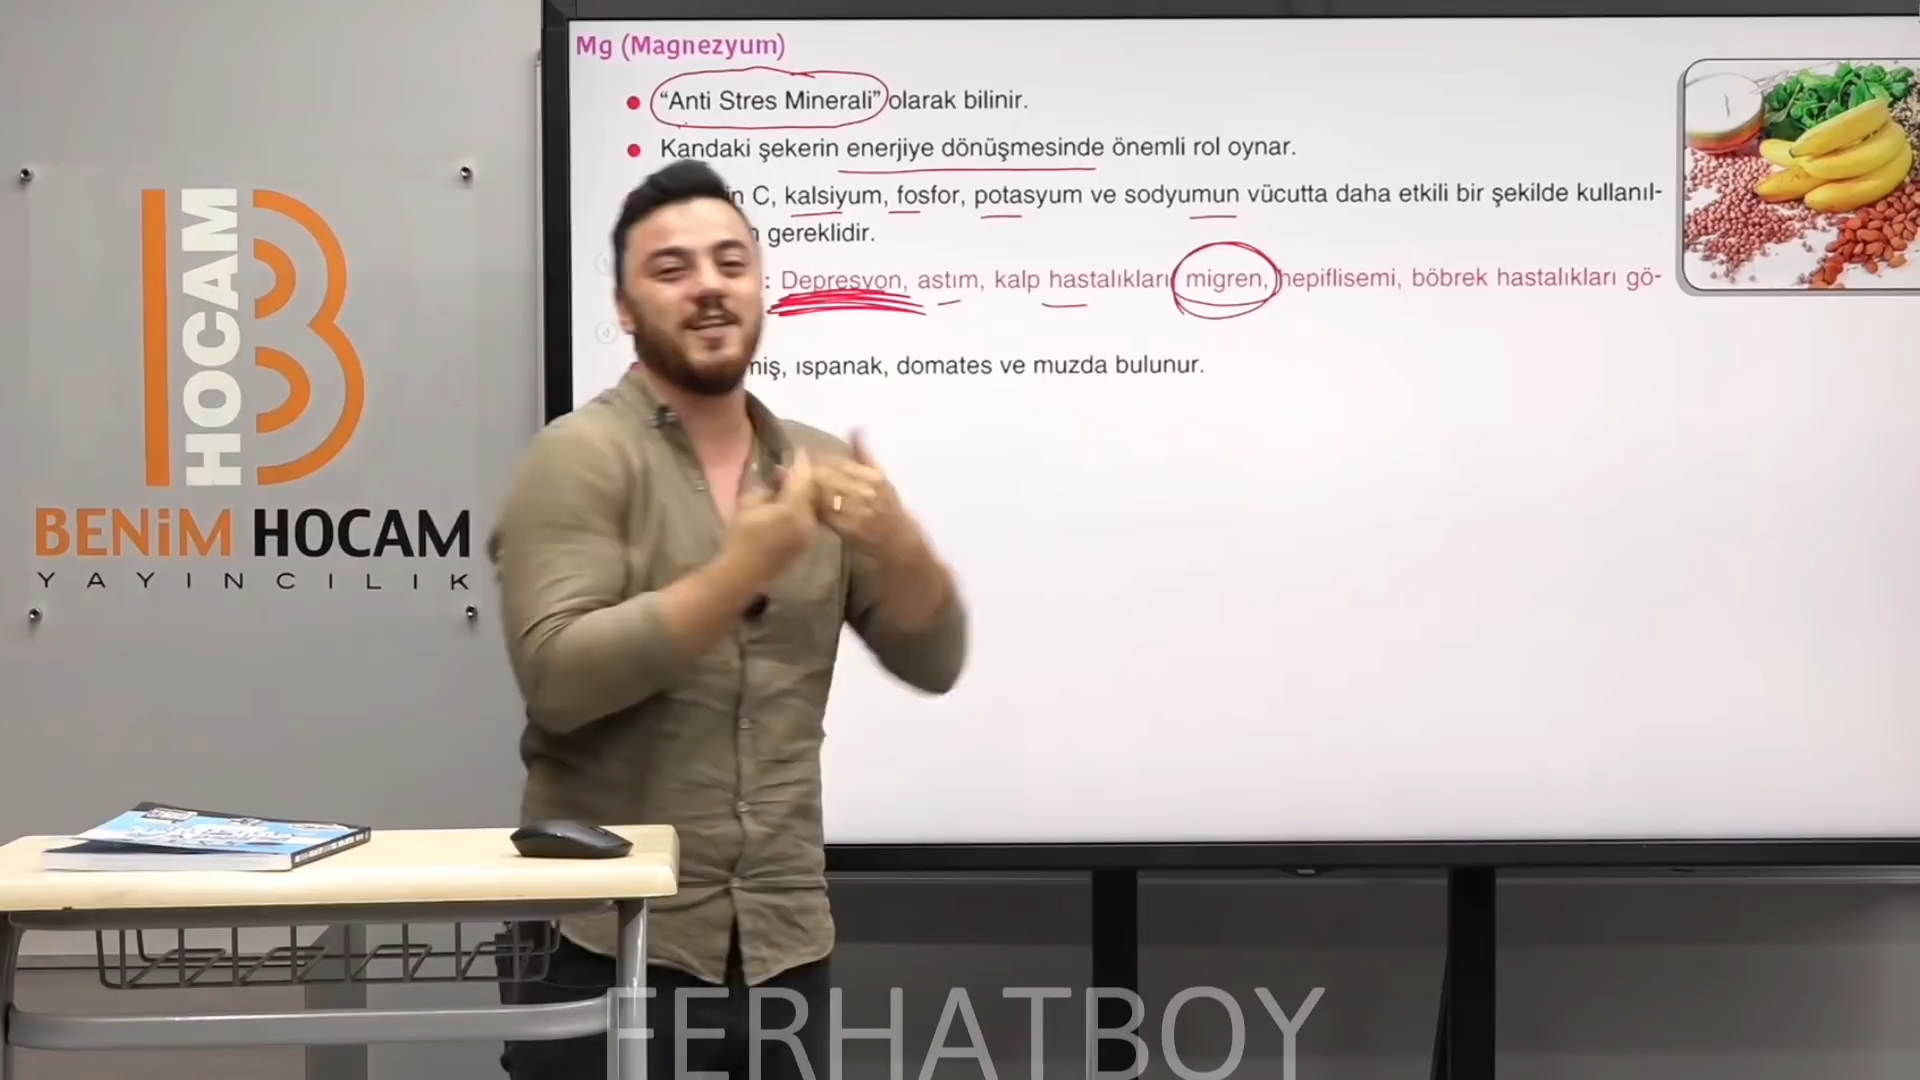 Mg (Magnezyum)
“Anti Stres Minerali” olarak bilinir.
Kandaki şekerin enerjiye dönüşmesinde önemli rol oynar.
C, kalsiyum, fosfor, potasyum ve sodyumun vücutta daha etkili bir şekilde kullanıl-
gereklidir.
: Depresyon, astım, kalp hastalıkları migren, hepiflisemi, böbrek hastalıkları gö-
ıspanak, domates ve muzda bulunur.
HOCAM
BENİM HOCAM
YAYINCILIK
FERHATBOY